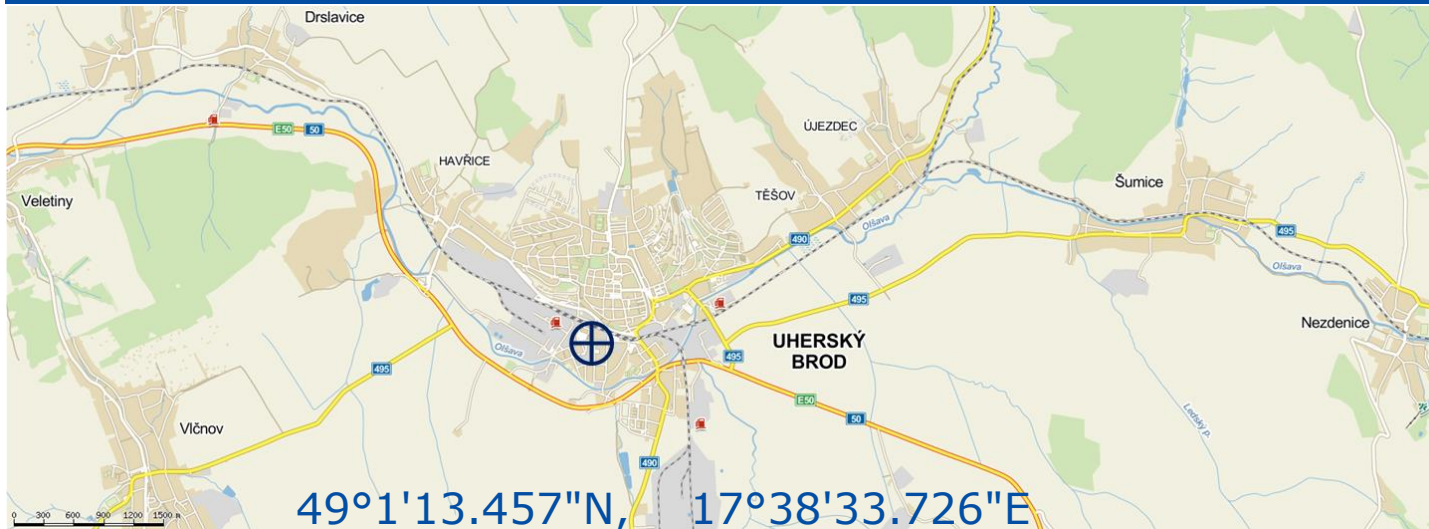 Drslavice
E50 50
ÚJEZDEC
HAVŘICE
Šumice
TĚŠOV
Veletiny
Olšava
490
495
Olšava
495
Nezdenice
UHERSKÝ
BROD
Olšava
495
495
E50
50
Ledský p.
Vlčnov
490
49°1'13.457"N, 17°38'33.726"E
0 300 600 900 1200 1500